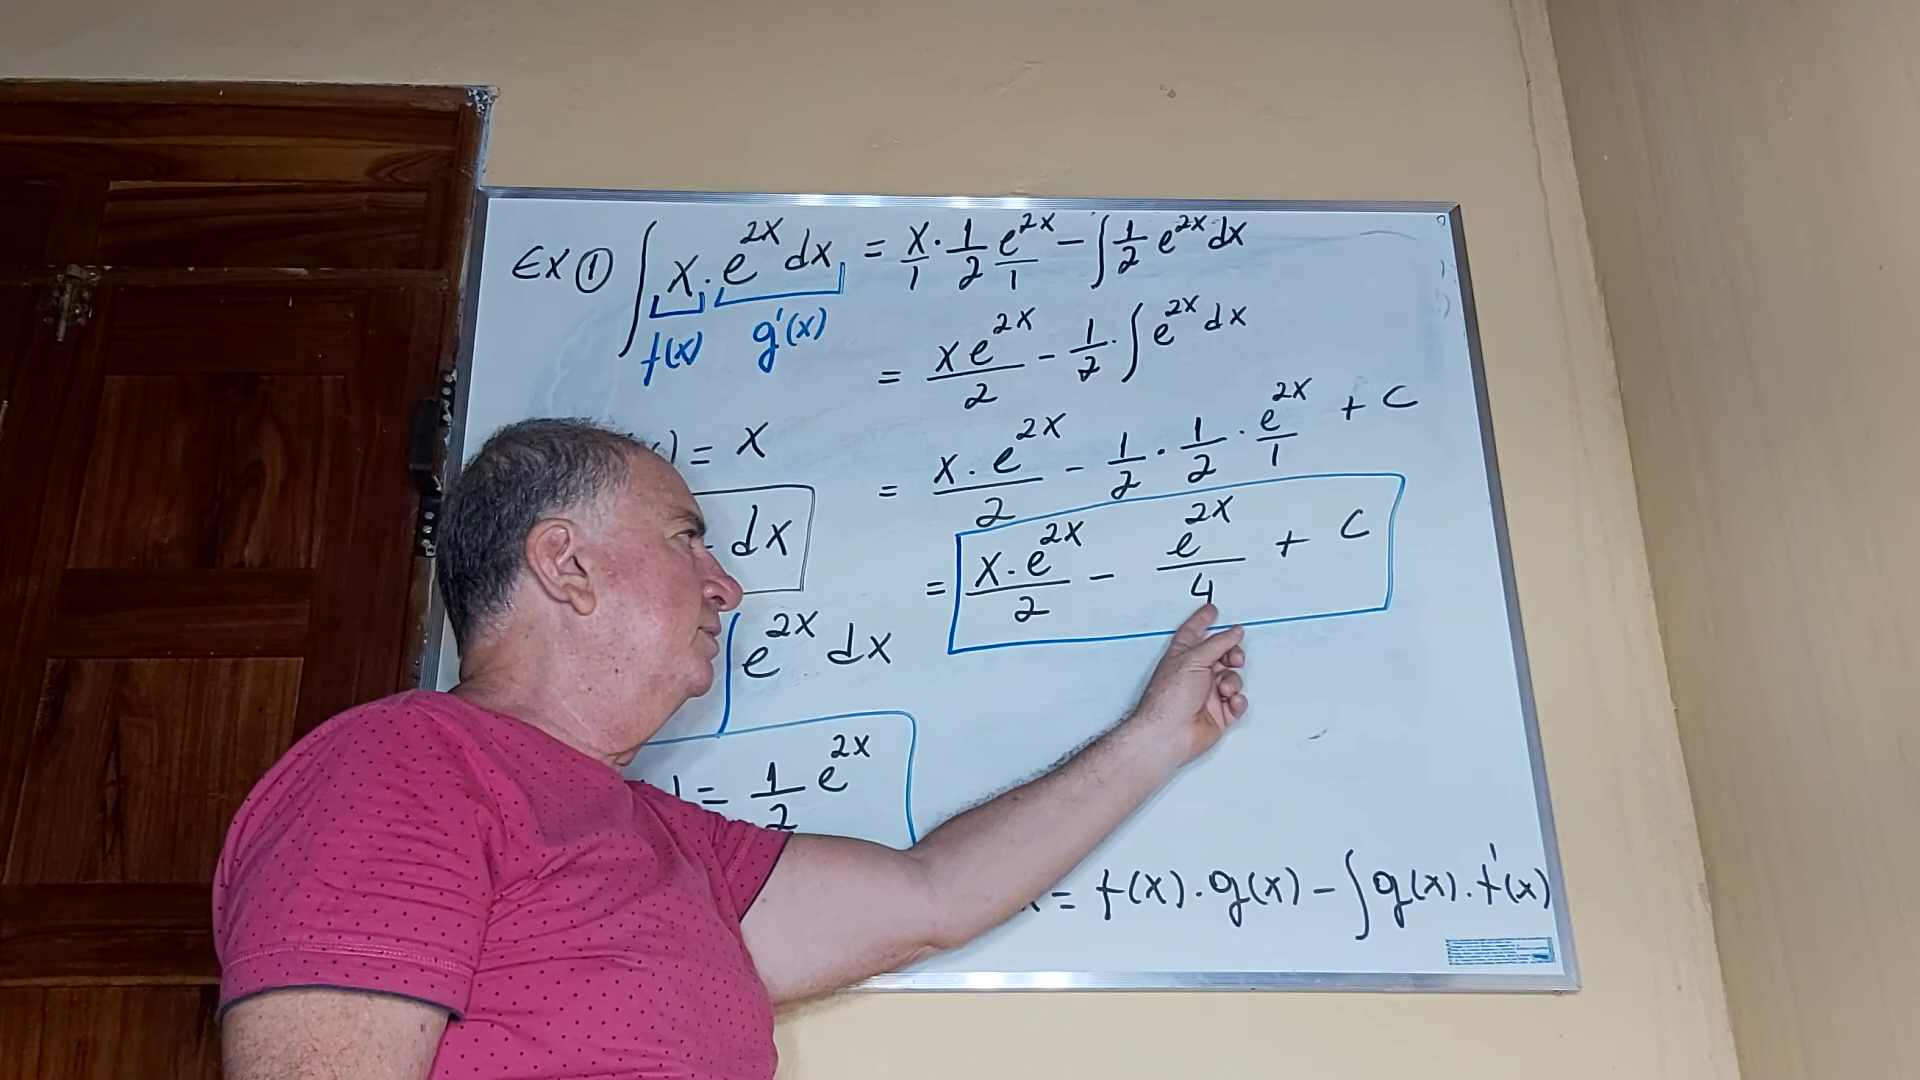 EX ① ∫ x · e^{2x} dx = x/1 · 1/2 e^{2x}/1 − ∫ 1/2 e^{2x} dx
f(x) g'(x)
= x e^{2x}/2 − 1/2 · ∫ e^{2x} dx
= x · e^{2x}/2 − 1/2 · 1/2 · e^{2x}/1 + C
= x · e^{2x}/2 − e^{2x}/4 + C
) = x
dx
∫ e^{2x} dx
= 1/2 e^{2x}
= f(x) · g(x) − ∫ g(x) · f'(x)